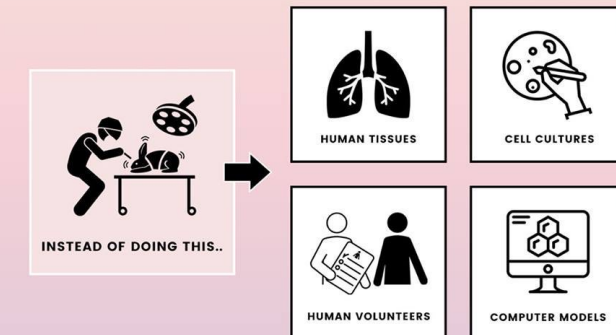 INSTEAD OF DOING THIS..
HUMAN TISSUES
CELL CULTURES
HUMAN VOLUNTEERS
COMPUTER MODELS